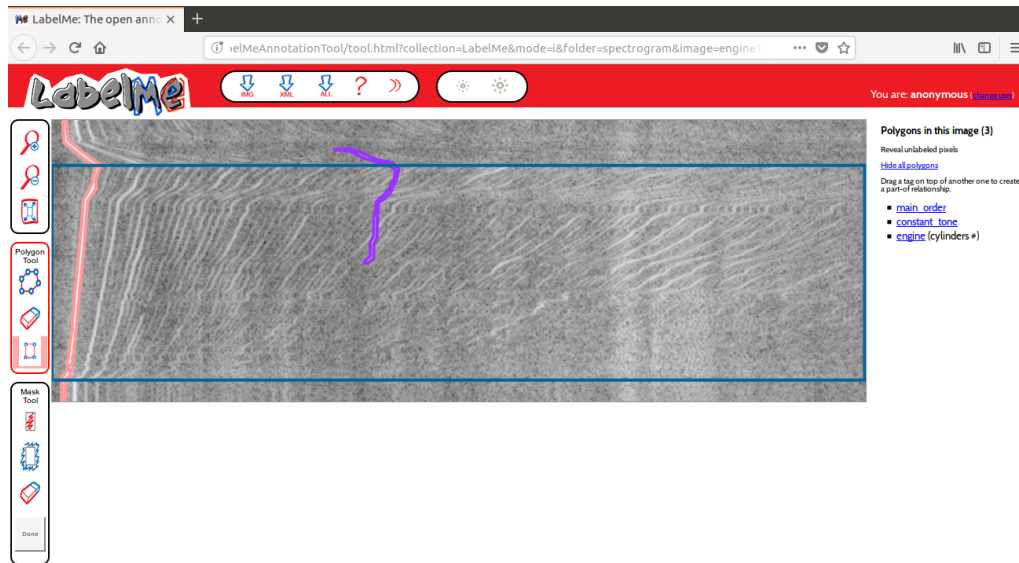 LabelMe: The open anno
elMeAnnotationTool/tool.html?collection=LabelMe&mode=i&folder=spectrogram&image=engine1
LabelMe
IMG
XML
ALL
You are: anonymous (change user)
Polygons in this image (3)
Reveal unlabeled pixels
Hide all polygons
Drag a tag on top of another one to create
a part-of relationship.
main_order
constant_tone
engine (cylinders #)
Polygon
Tool
Mask
Tool
Done